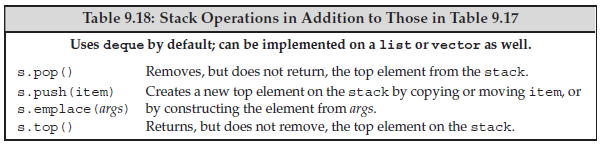 Table 9.18: Stack Operations in Addition to Those in Table 9.17
Uses deque by default; can be implemented on a list or vector as well.
s.pop() Removes, but does not return, the top element from the stack.
s.push(item) Creates a new top element on the stack by copying or moving item, or
s.emplace(args) by constructing the element from args.
s.top() Returns, but does not remove, the top element on the stack.